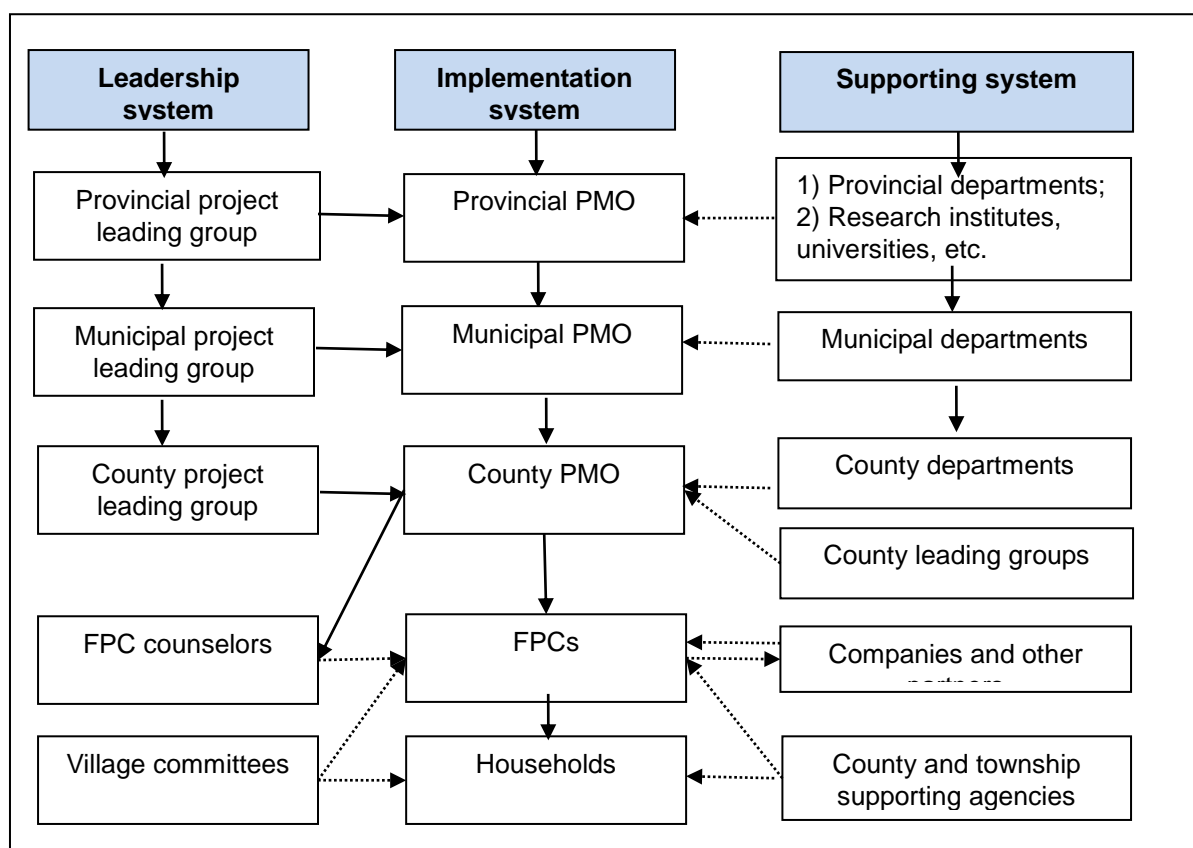 Leadership
system
Implementation
system
Supporting system
Provincial project
leading group
Provincial PMO
1) Provincial departments;
2) Research institutes,
universities, etc.
Municipal project
leading group
Municipal PMO
Municipal departments
County project
leading group
County PMO
County departments
County leading groups
FPC counselors
FPCs
Companies and other
partners
Village committees
Households
County and township
supporting agencies